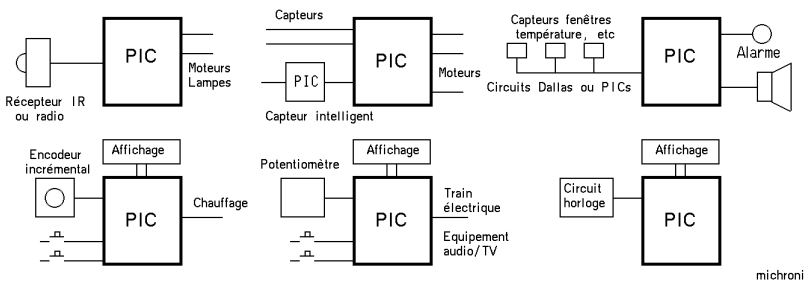 PIC
Moteurs
Lampes
Récepteur IR
ou radio
Capteurs
PIC
PIC
Moteurs
Capteur intelligent
Capteurs fenêtres
température, etc
PIC
Alarme
Circuits Dallas ou PICs
Encodeur
incrémental
Affichage
PIC
Chauffage
Potentiomètre
Affichage
PIC
Train
électrique
Equipement
audio/TV
Circuit
horloge
Affichage
PIC
michroni